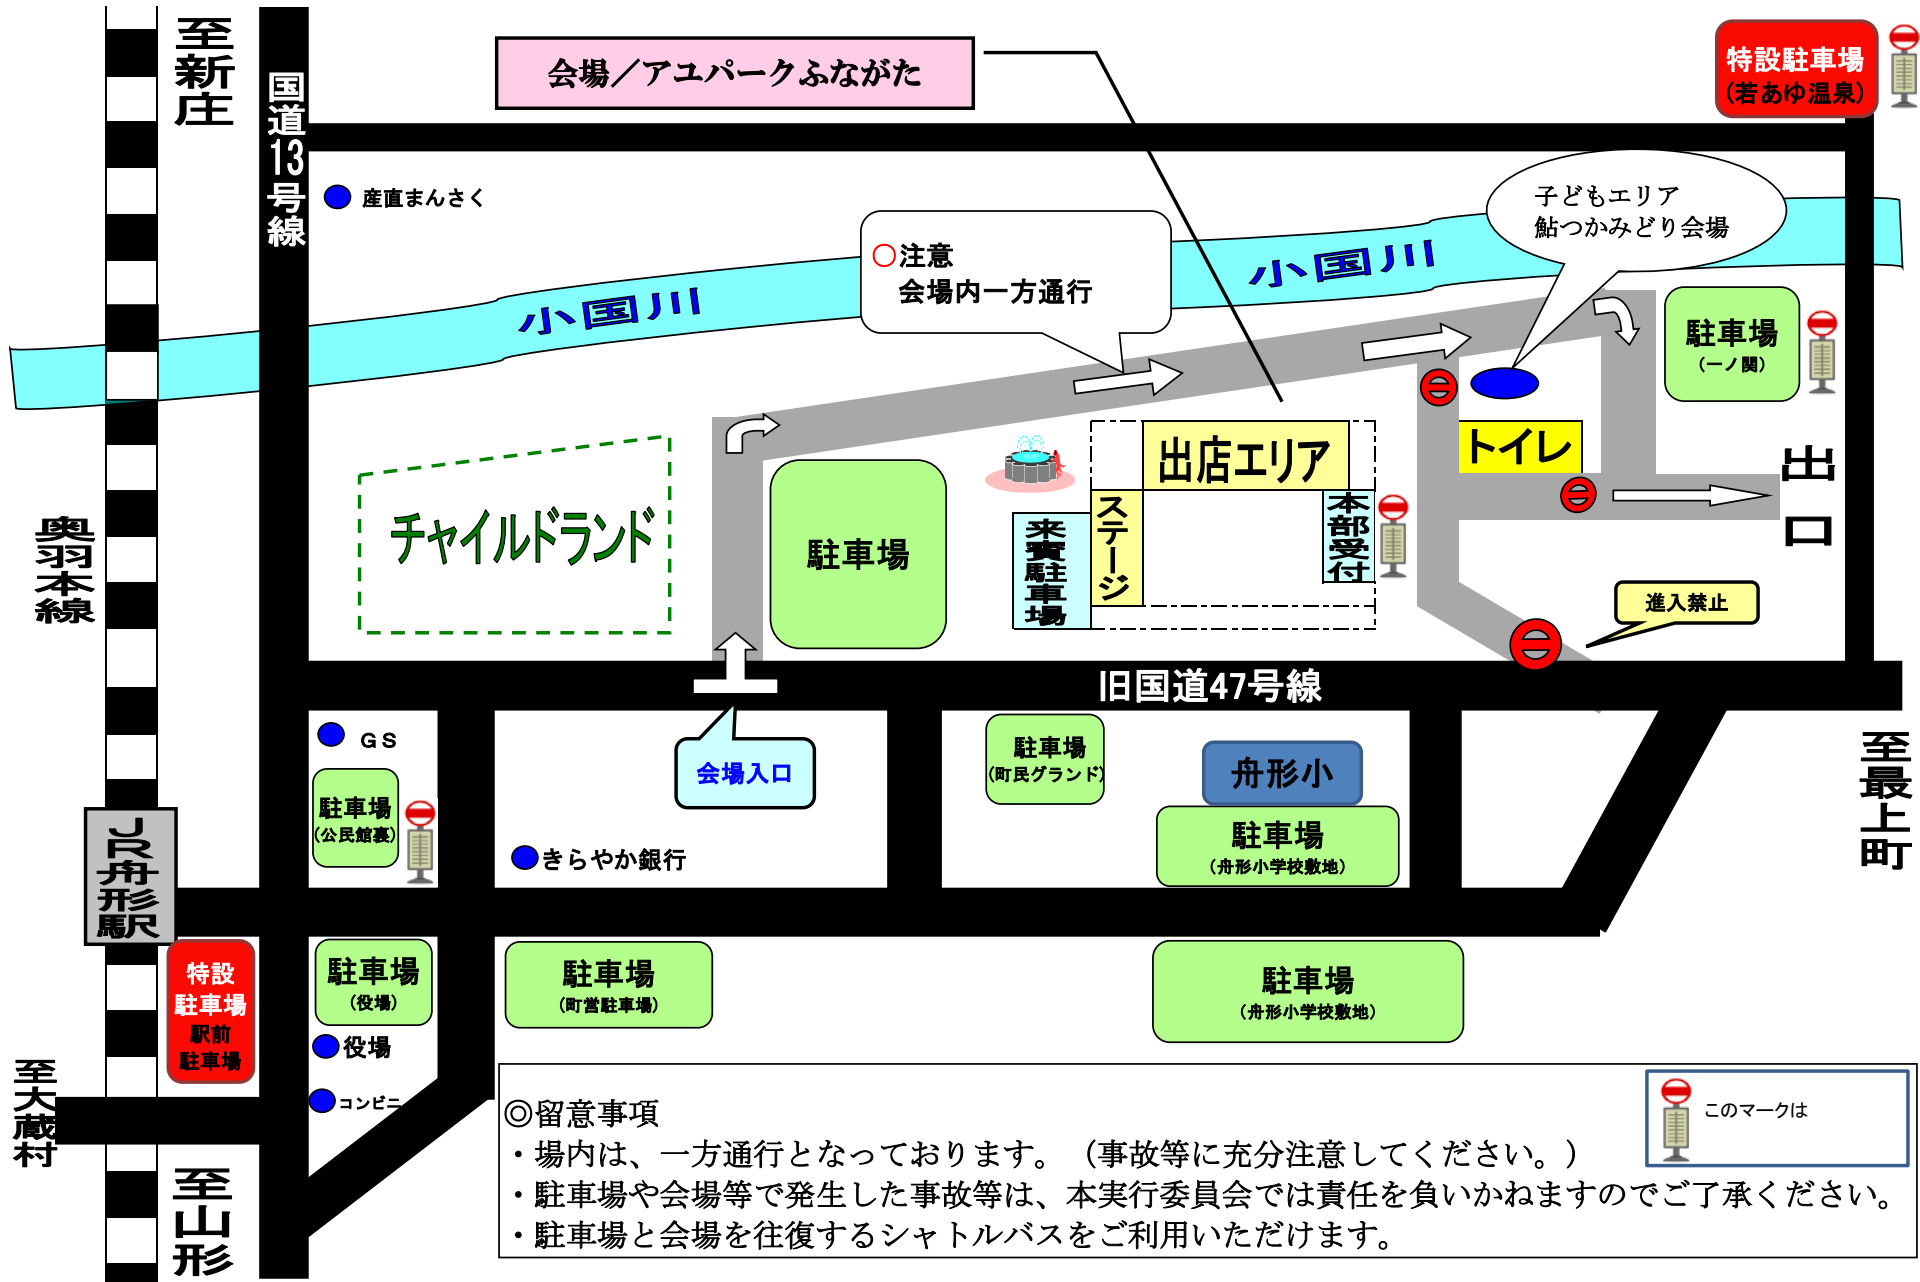 至新庄
国道13号線
会場／アユパークふながた
特設駐車場
(若あゆ温泉)
産直まんさく
子どもエリア
鮎つかみどり会場
〇注意
会場内一方通行
小国川
小国川
駐車場
(一ノ関)
奥羽本線
チャイルドランド
駐車場
出店エリア
トイレ
出口
来賓駐車場
ステージ
本部受付
進入禁止
旧国道47号線
GS
会場入口
駐車場
(町民グランド)
舟形小
至最上町
駐車場
(公民館裏)
きらやか銀行
駐車場
(舟形小学校敷地)
JR舟形駅
特設
駐車場
駅前
駐車場
駐車場
(役場)
駐車場
(町営駐車場)
駐車場
(舟形小学校敷地)
役場
コンビニ
至大蔵村
至山形
◎留意事項
・場内は、一方通行となっております。（事故等に充分注意してください。）
・駐車場や会場等で発生した事故等は、本実行委員会では責任を負いかねますのでご了承ください。
・駐車場と会場を往復するシャトルバスをご利用いただけます。
このマークは